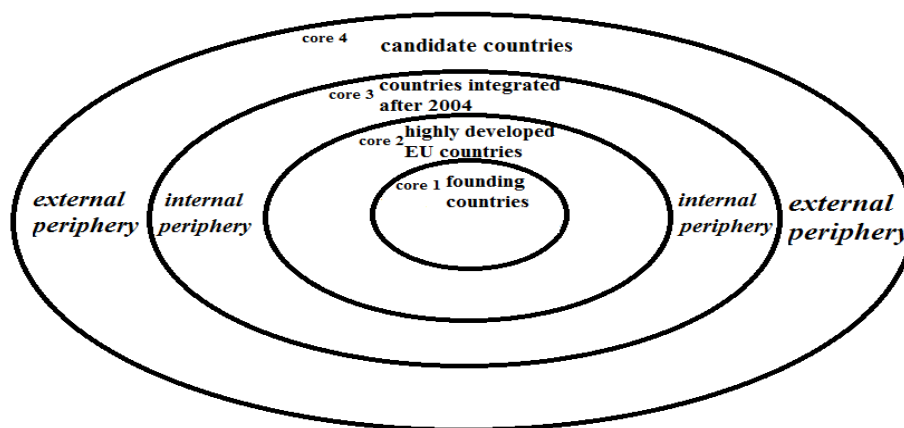 core 4 candidate countries
core 3 countries integrated
after 2004
core 2 highly developed
EU countries
core 1 founding
countries
external
periphery
internal
periphery
internal
periphery
external
periphery